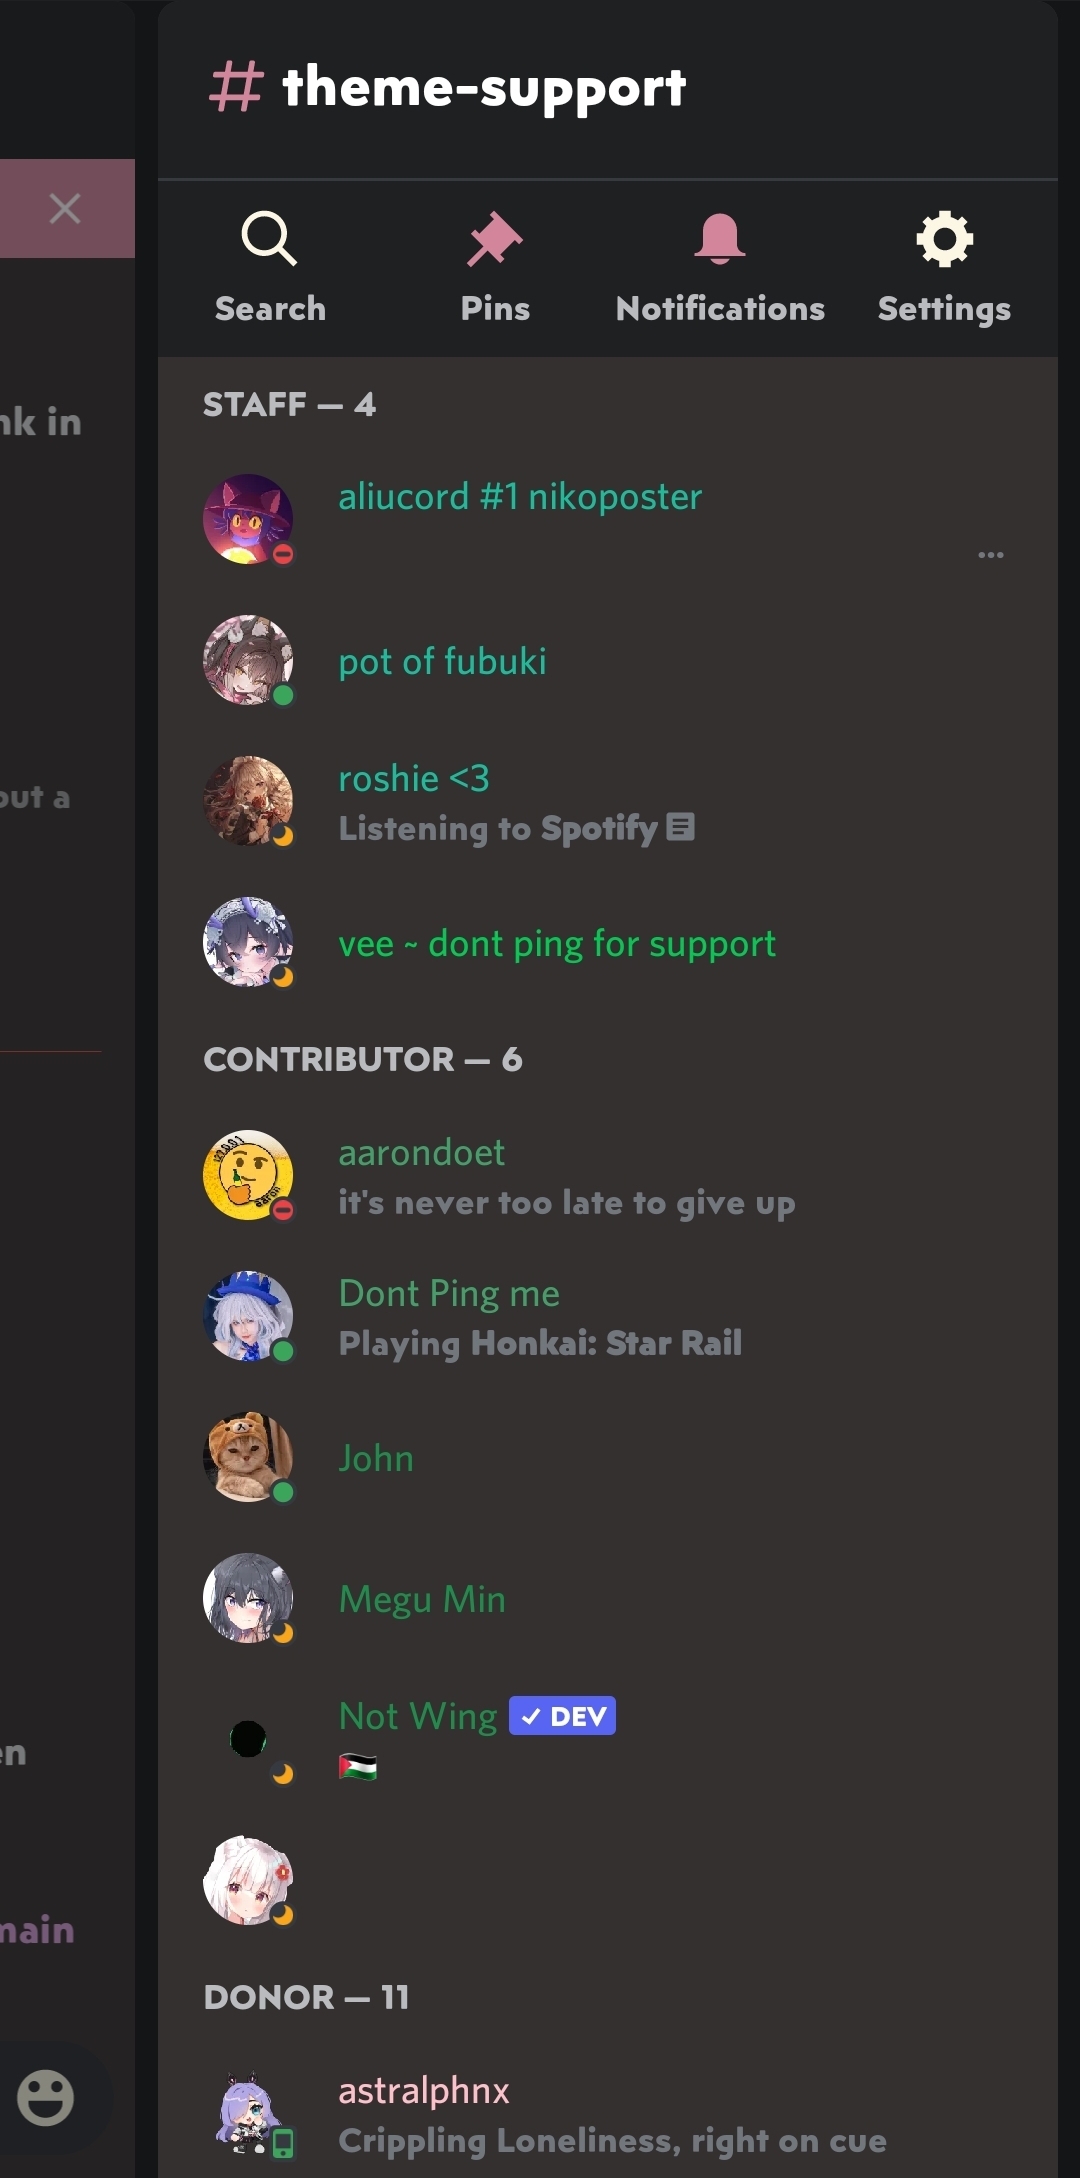 # theme-support
Search
Pins
Notifications
Settings
nk in
STAFF — 4
aliucord #1 nikoposter
...
pot of fubuki
roshie <3
out a
Listening to Spotify
vee ~ dont ping for support
CONTRIBUTOR — 6
aarondoet
it's never too late to give up
Dont Ping me
Playing Honkai: Star Rail
John
Megu Min
Not Wing ✓ DEV
🇵🇸
en
main
DONOR — 11
astralphnx
Crippling Loneliness, right on cue